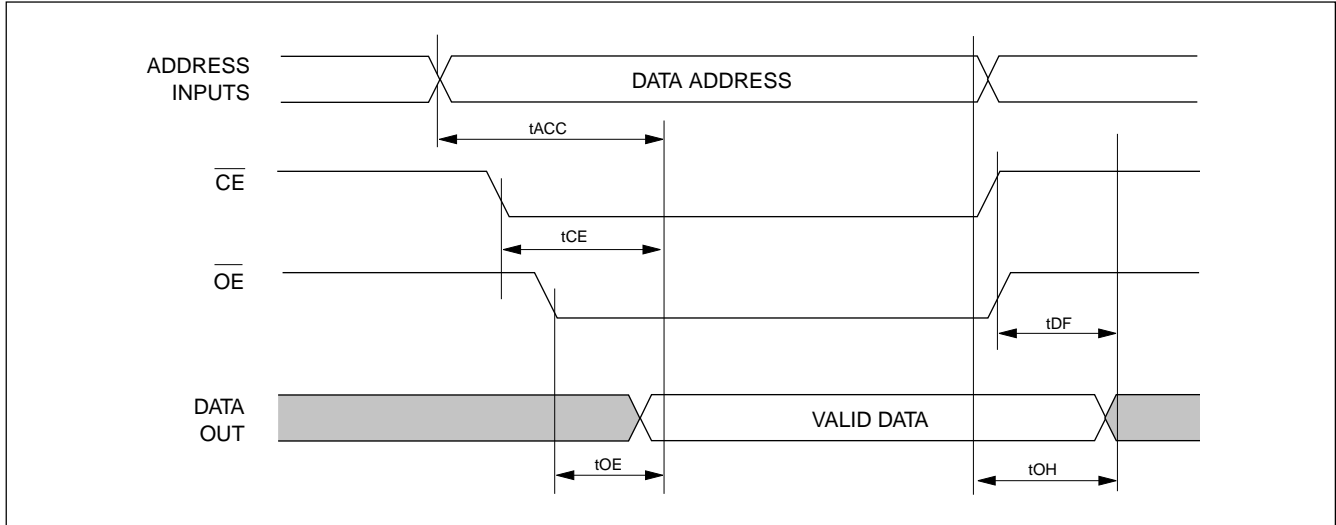 ADDRESS
INPUTS
DATA ADDRESS
tACC
CE
tCE
OE
tDF
DATA
OUT
VALID DATA
tOE
tOH